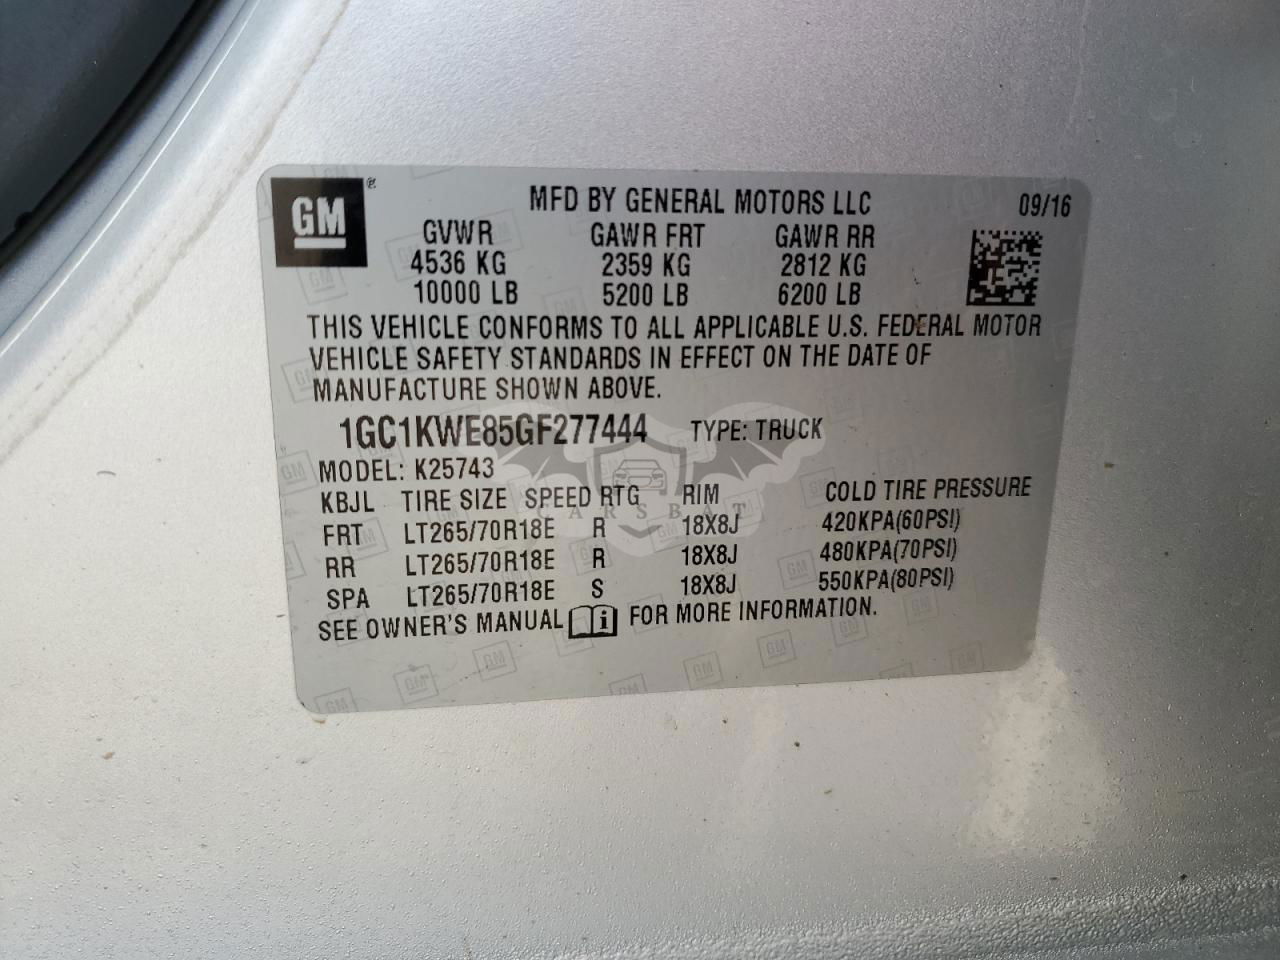 GM®
MFD BY GENERAL MOTORS LLC 09/16
GVWR GAWR FRT GAWR RR
4536 KG 2359 KG 2812 KG
10000 LB 5200 LB 6200 LB
THIS VEHICLE CONFORMS TO ALL APPLICABLE U.S. FEDERAL MOTOR
VEHICLE SAFETY STANDARDS IN EFFECT ON THE DATE OF
MANUFACTURE SHOWN ABOVE.
1GC1KWE85GF277444 TYPE: TRUCK
MODEL: K25743
KBJL TIRE SIZE SPEED RTG RIM COLD TIRE PRESSURE
CARSBAT
FRT LT265/70R18E R 18X8J 420KPA(60PSI)
RR LT265/70R18E R 18X8J 480KPA(70PSI)
SPA LT265/70R18E S 18X8J 550KPA(80PSI)
SEE OWNER'S MANUAL i FOR MORE INFORMATION.